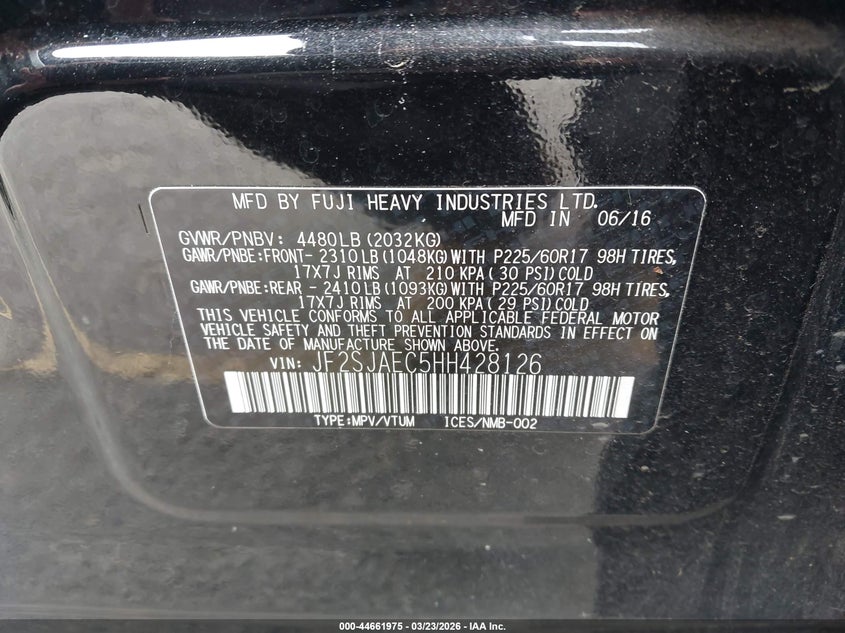 MFD BY FUJI HEAVY INDUSTRIES LTD.
MFD IN 06/16
GVWR/PNBV: 4480LB (2032KG)
GAWR/PNBE:FRONT- 2310LB (1048KG) WITH P225/60R17 98H TIRES,
17X7J RIMS AT 210 KPA ( 30 PSI) COLD
GAWR/PNBE:REAR - 2410LB (1093KG) WITH P225/60R17 98H TIRES,
17X7J RIMS AT 200 KPA ( 29 PSI) COLD
THIS VEHICLE CONFORMS TO ALL APPLICABLE FEDERAL MOTOR
VEHICLE SAFETY AND THEFT PREVENTION STANDARDS IN EFFECT ON
THE DATE OF MANUFACTURE SHOWN ABOVE.
VIN: JF2SJAEC5HH428126
TYPE:MPV/VTUM ICES/NMB-002
000-44661975 - 03/23/2026 - IAA Inc.